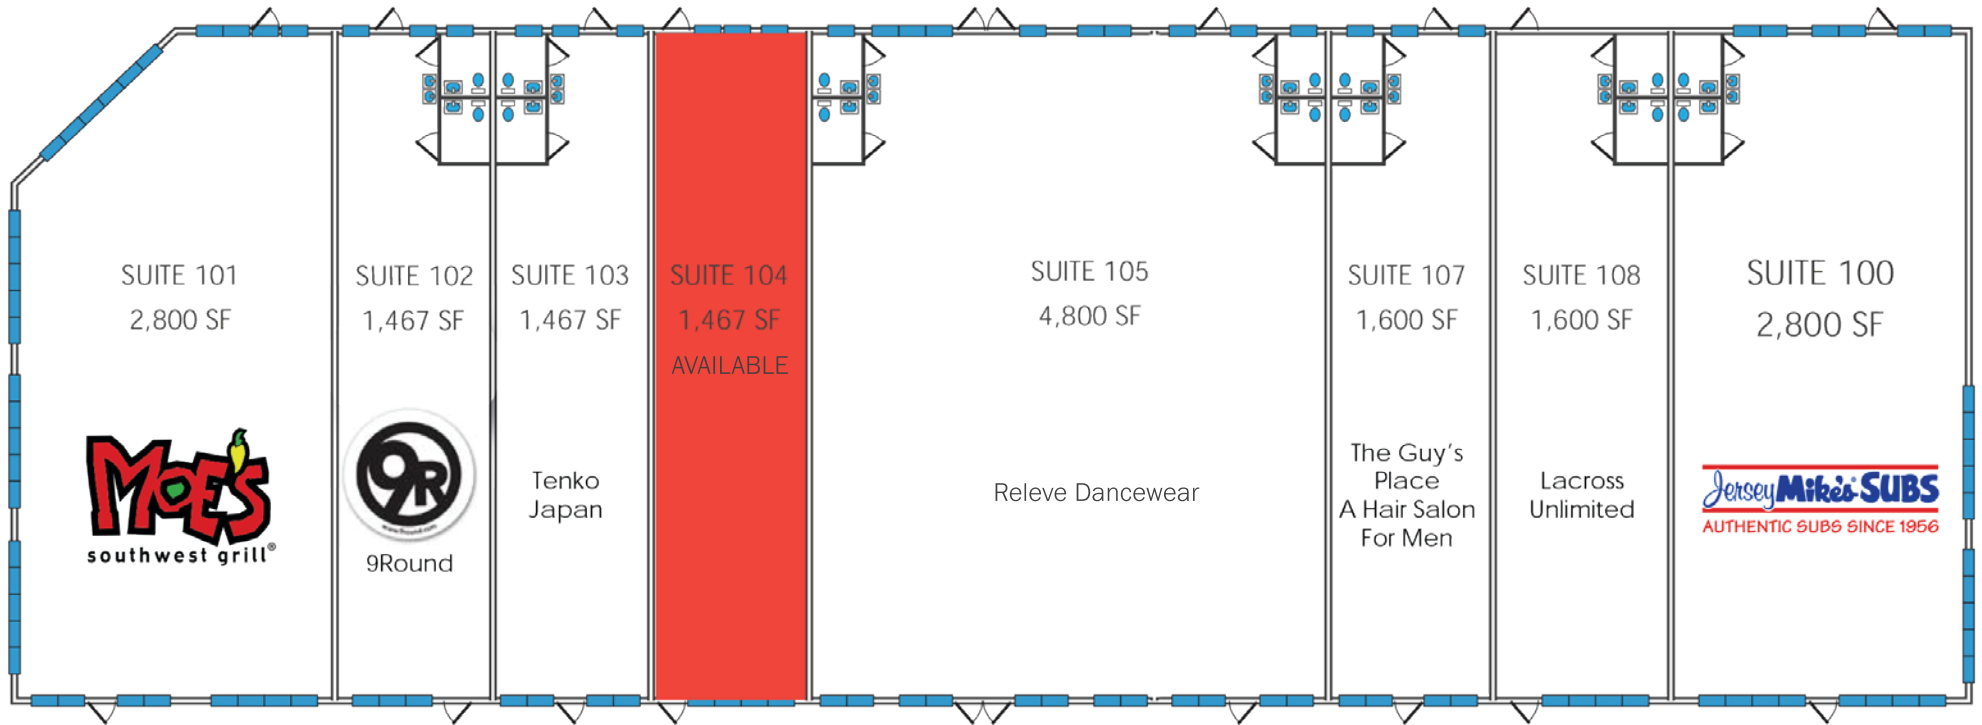 SUITE 101
2,800 SF
MOE'S
southwest grill®
SUITE 102
1,467 SF
9R
9Round
SUITE 103
1,467 SF
Tenko
Japan
SUITE 104
1,467 SF
AVAILABLE
SUITE 105
4,800 SF
Releve Dancewear
SUITE 107
1,600 SF
The Guy's
Place
A Hair Salon
For Men
SUITE 108
1,600 SF
Lacross
Unlimited
SUITE 100
2,800 SF
Jersey Mike's SUBS
AUTHENTIC SUBS SINCE 1956